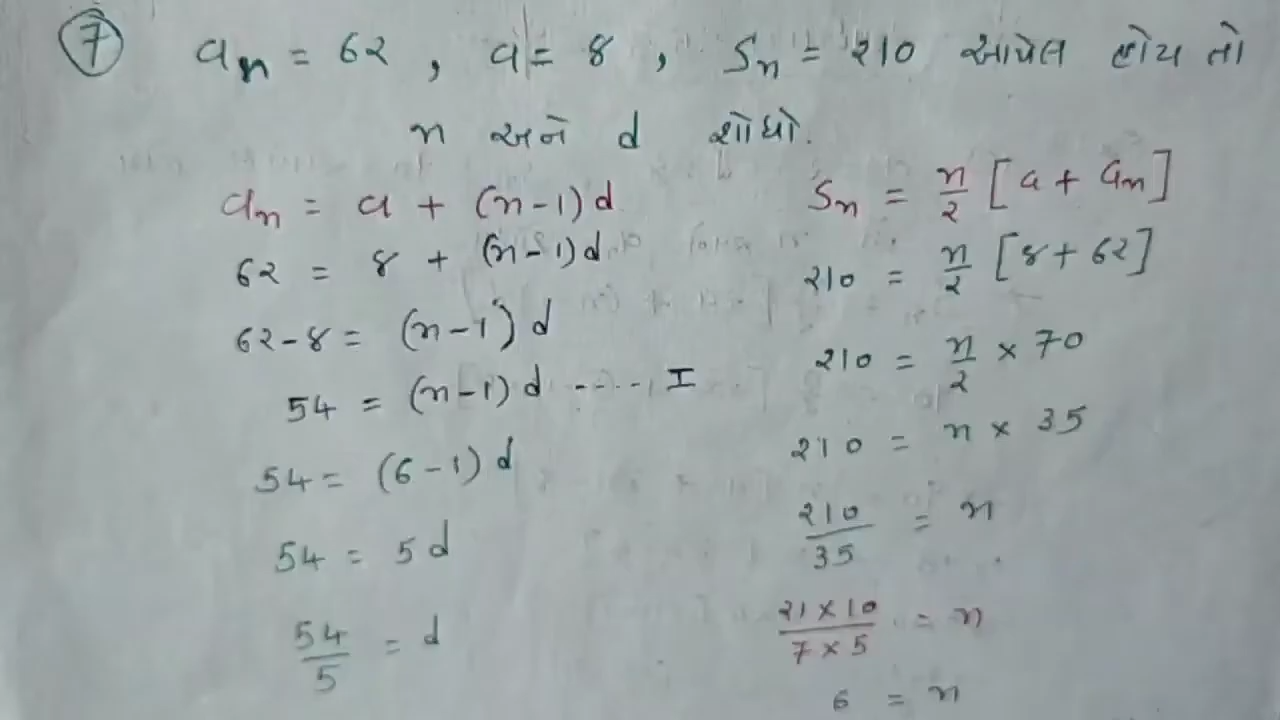 7 aₙ = 62 , a = 8 , Sₙ = 210 આપેલ હોય તો
n અને d શોધો.
aₙ = a + (n-1)d
62 = 8 + (n-1)d
62-8 = (n-1)d
54 = (n-1)d ----. I
54 = (6-1)d
54 = 5d
54/5 = d
Sₙ = n/2 [a + aₙ]
210 = n/2 [8+62]
210 = n/2 × 70
210 = n × 35
210/35 = n
21×10/7×5 = n
6 = n